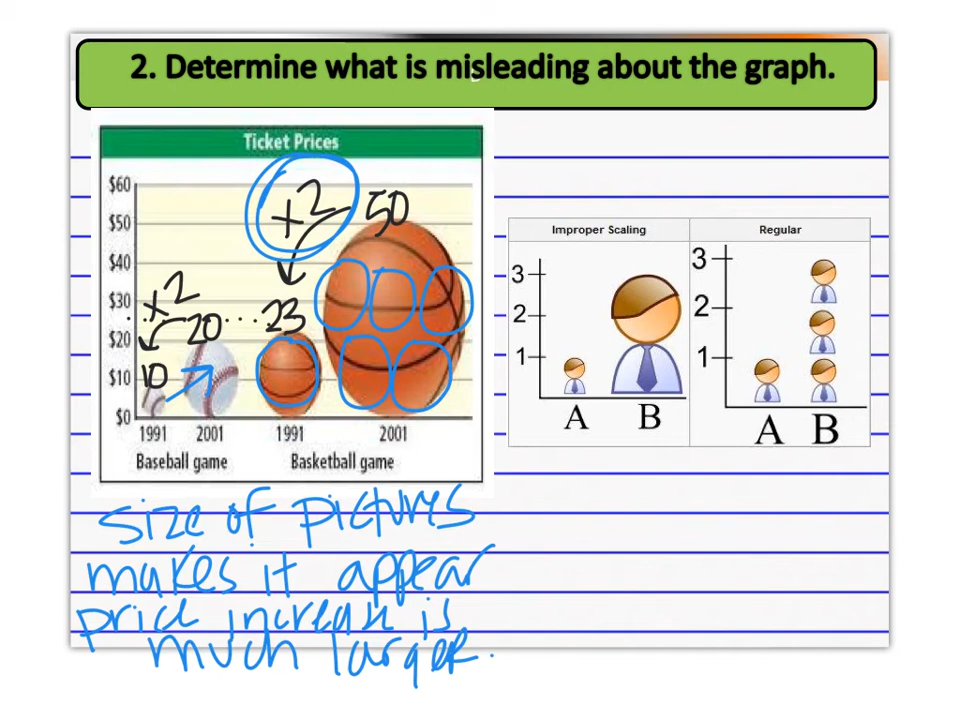 2. Determine what is misleading about the graph.
Ticket Prices
$60
$50
$40
$30
$20
$10
$0
×2
50
×2
20
23
10
1991 2001 1991 2001
Baseball game Basketball game
size of pictures
makes it appear
price increase is
much larger.
Improper Scaling
3
2
1
A B
Regular
3
2
1
A B